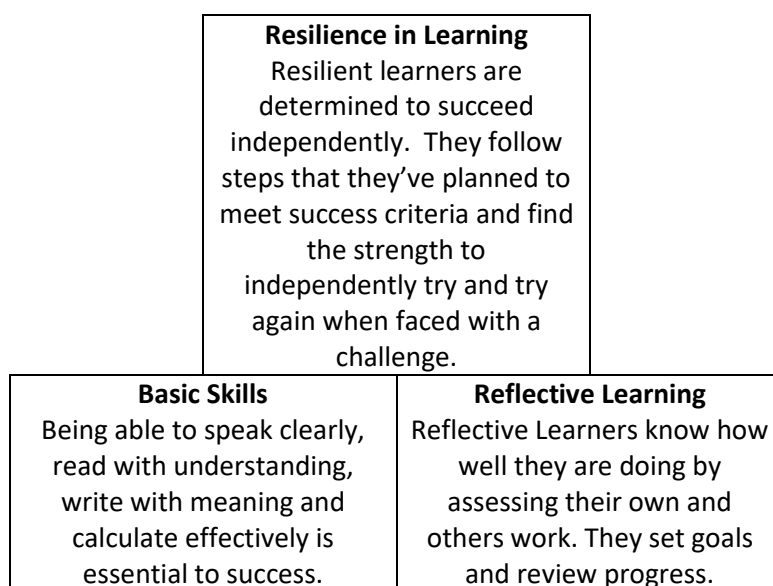 Resilience in Learning
Resilient learners are
determined to succeed
independently.  They follow
steps that they’ve planned to
meet success criteria and find
the strength to
independently try and try
again when faced with a
challenge.
Basic Skills
Being able to speak clearly,
read with understanding,
write with meaning and
calculate effectively is
essential to success.
Reflective Learning
Reflective Learners know how
well they are doing by
assessing their own and
others work. They set goals
and review progress.